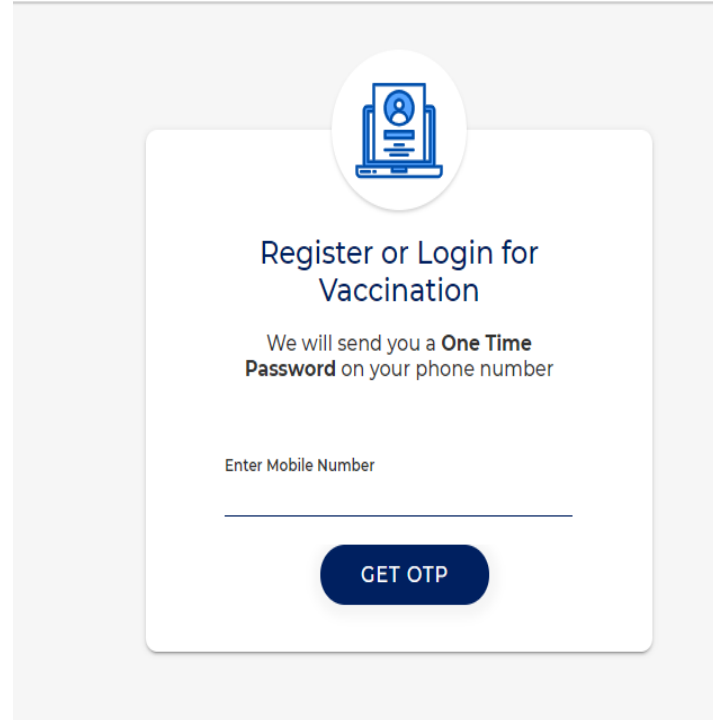 Register or Login for
Vaccination
We will send you a One Time
Password on your phone number
Enter Mobile Number
GET OTP